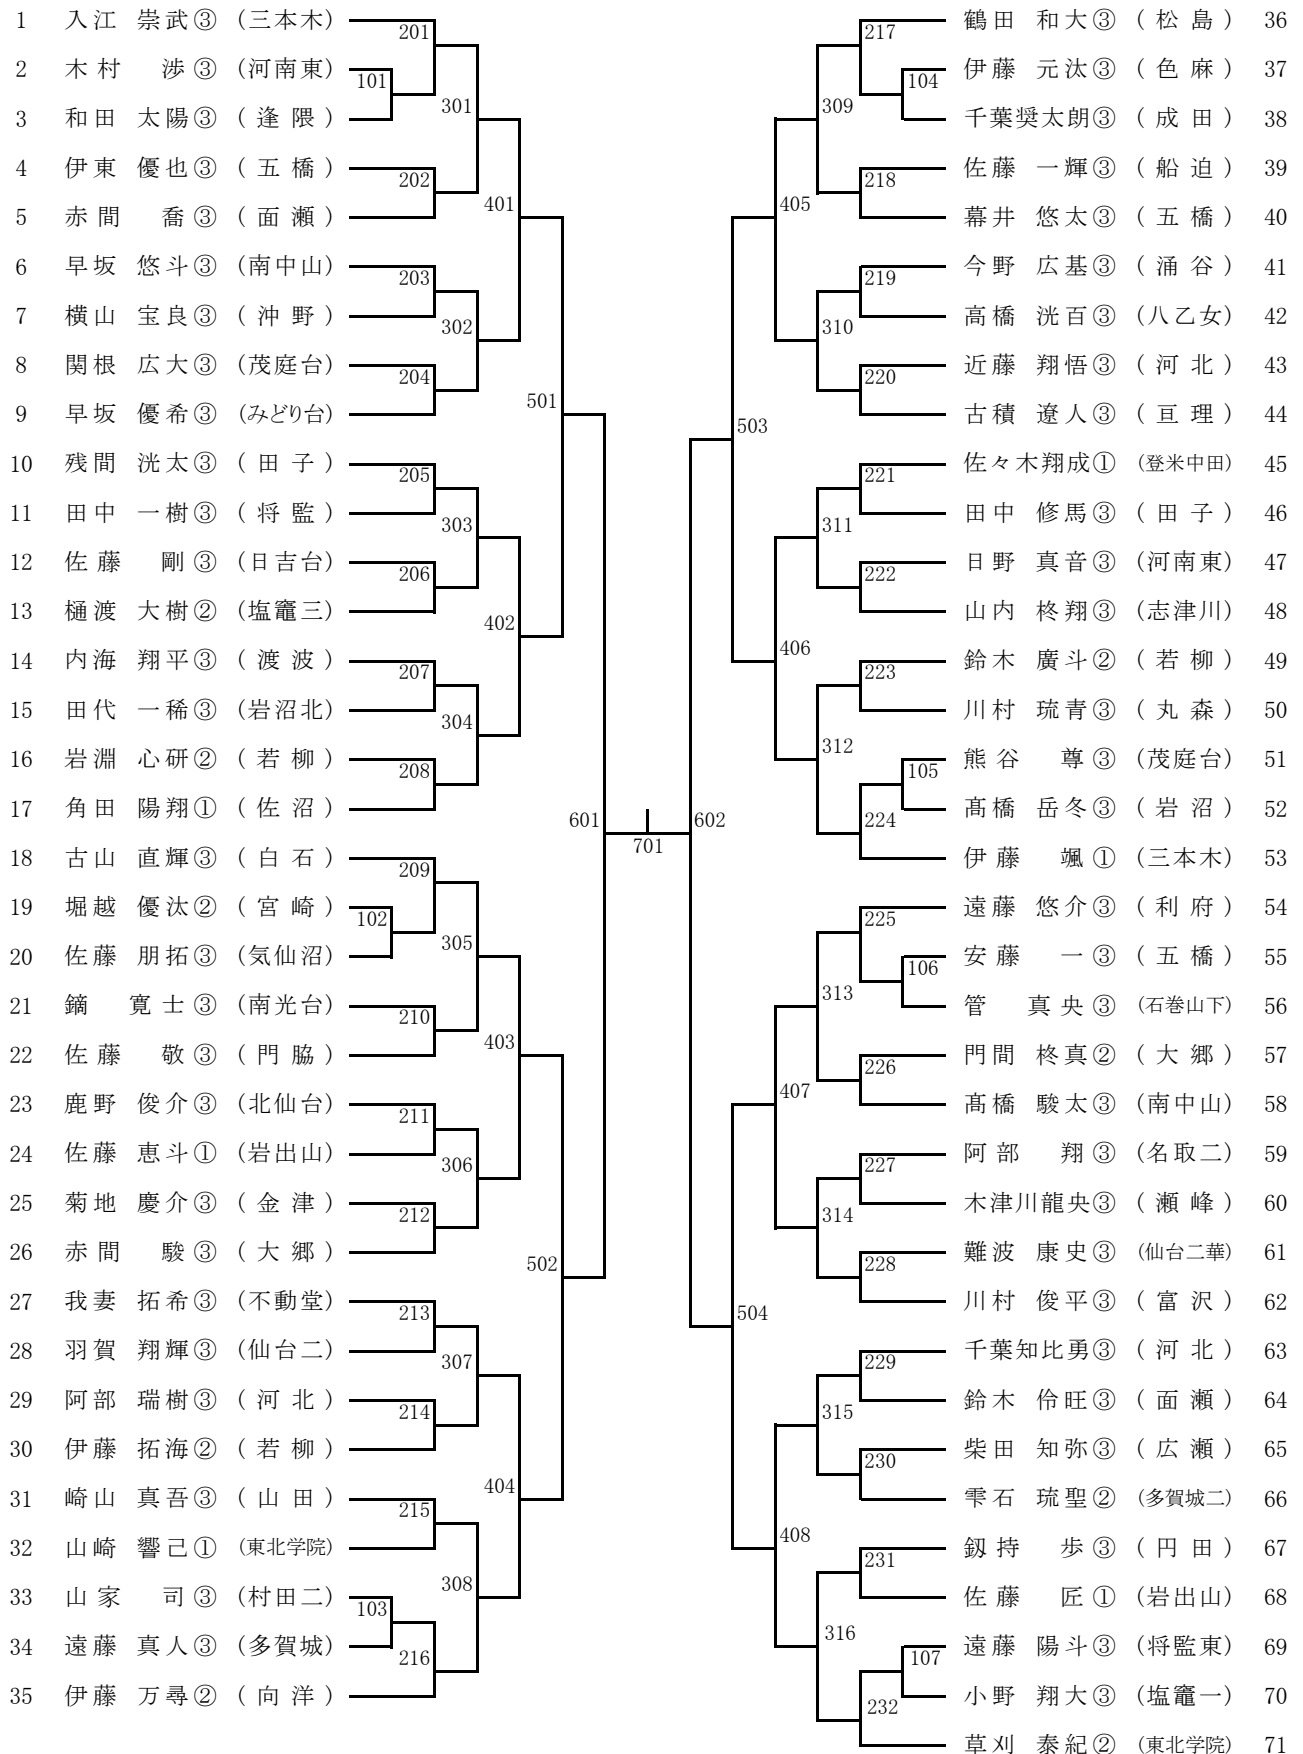 1 入江 崇武③ (三本木)
2 木村 渉③ (河南東)
3 和田 太陽③ (逢隈)
4 伊東 優也③ (五橋)
5 赤間 喬③ (面瀬)
6 早坂 悠斗③ (南中山)
7 横山 宝良③ (沖野)
8 関根 広大③ (茂庭台)
9 早坂 優希③ (みどり台)
10 残間 洸太③ (田子)
11 田中 一樹③ (将監)
12 佐藤 剛③ (日吉台)
13 樋渡 大樹② (塩竈三)
14 内海 翔平③ (渡波)
15 田代 一稀③ (岩沼北)
16 岩淵 心研② (若柳)
17 角田 陽翔① (佐沼)
18 古山 直輝③ (白石)
19 堀越 優汰② (宮崎)
20 佐藤 朋拓③ (気仙沼)
21 鏑 寛士③ (南光台)
22 佐藤 敬③ (門脇)
23 鹿野 俊介③ (北仙台)
24 佐藤 恵斗① (岩出山)
25 菊地 慶介③ (金津)
26 赤間 駿③ (大郷)
27 我妻 拓希③ (不動堂)
28 羽賀 翔輝③ (仙台二)
29 阿部 瑞樹③ (河北)
30 伊藤 拓海② (若柳)
31 崎山 真吾③ (山田)
32 山崎 響己① (東北学院)
33 山家 司③ (村田二)
34 遠藤 真人③ (多賀城)
35 伊藤 万尋② (向洋)
201
101
301
202
401
203
302
204
501
205
303
206
402
207
304
208
601
209
102
305
210
403
211
306
212
502
213
307
214
404
215
308
103
216
701
602
217
104
309
218
405
219
310
220
503
221
311
222
406
223
312
105
224
225
106
313
226
407
227
314
228
504
229
315
230
408
231
316
107
232
鶴田 和大③ (松島) 36
伊藤 元汰③ (色麻) 37
千葉奨太朗③ (成田) 38
佐藤 一輝③ (船迫) 39
幕井 悠太③ (五橋) 40
今野 広基③ (涌谷) 41
高橋 洸百③ (八乙女) 42
近藤 翔悟③ (河北) 43
古積 遼人③ (亘理) 44
佐々木翔成① (登米中田) 45
田中 修馬③ (田子) 46
日野 真音③ (河南東) 47
山内 柊翔③ (志津川) 48
鈴木 廣斗② (若柳) 49
川村 琉青③ (丸森) 50
熊谷 尊③ (茂庭台) 51
髙橋 岳冬③ (岩沼) 52
伊藤 颯① (三本木) 53
遠藤 悠介③ (利府) 54
安藤 一③ (五橋) 55
管 真央③ (石巻山下) 56
門間 柊真② (大郷) 57
髙橋 駿太③ (南中山) 58
阿部 翔③ (名取二) 59
木津川龍央③ (瀬峰) 60
難波 康史③ (仙台二華) 61
川村 俊平③ (富沢) 62
千葉知比勇③ (河北) 63
鈴木 伶旺③ (面瀬) 64
柴田 知弥③ (広瀬) 65
雫石 琉聖② (多賀城二) 66
釼持 歩③ (円田) 67
佐藤 匠① (岩出山) 68
遠藤 陽斗③ (将監東) 69
小野 翔大③ (塩竈一) 70
草刈 泰紀② (東北学院) 71